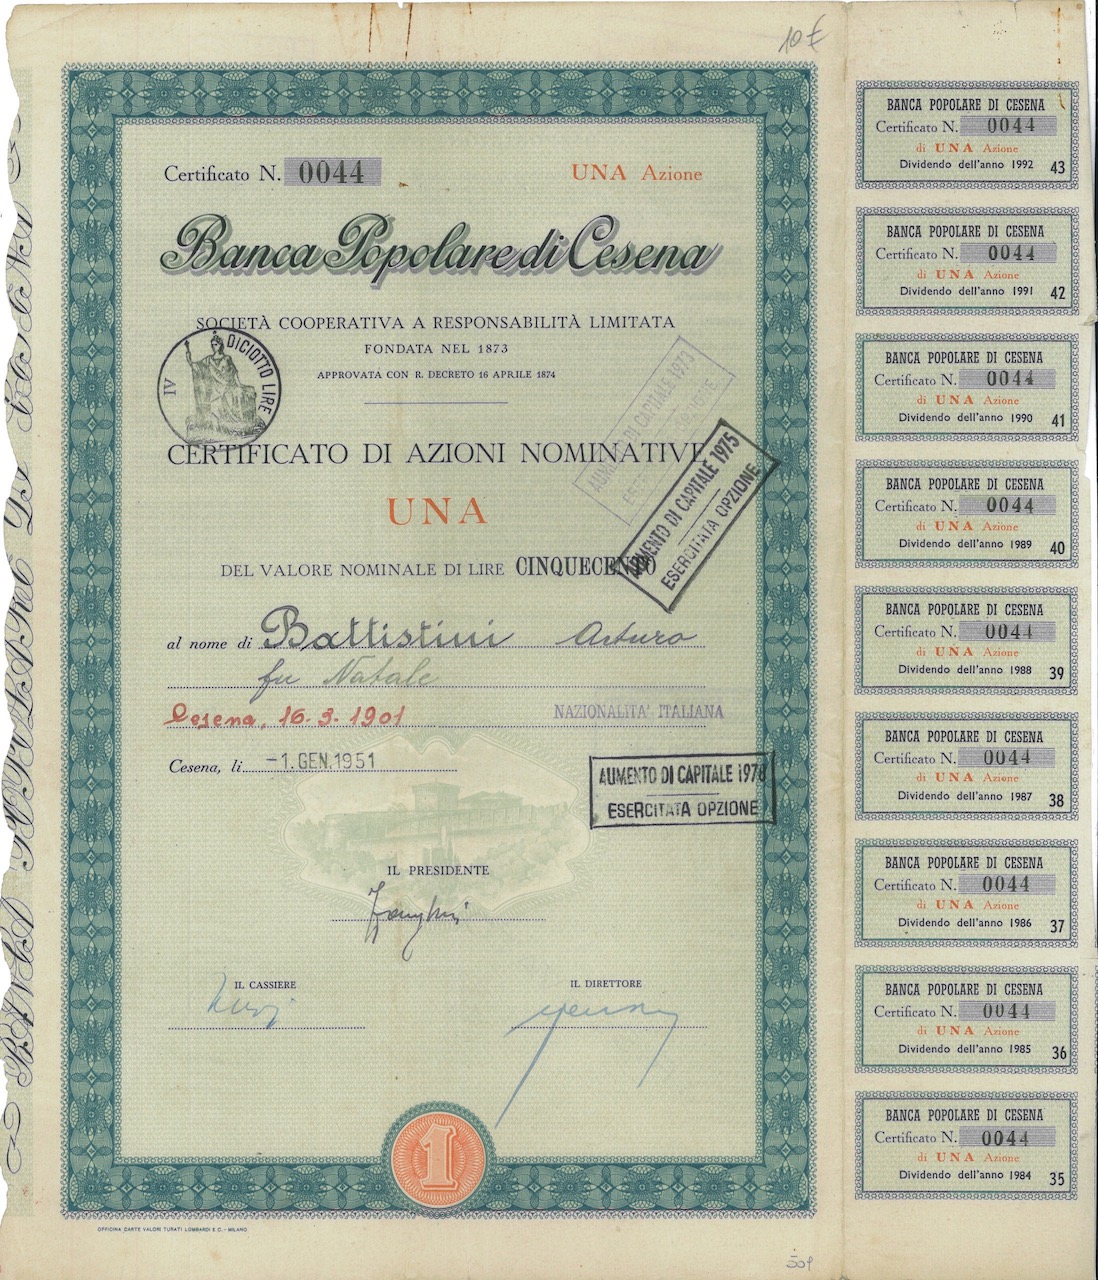 10 £
Certificato N. 0044
UNA Azione
Banca Popolare di Cesena
SOCIETÀ COOPERATIVA A RESPONSABILITÀ LIMITATA
FONDATA NEL 1873
APPROVATA CON R. DECRETO 16 APRILE 1874
IV DICIOTTO LIRE
AUMENTO DI CAPITALE 1973
CERTIFICATO DI AZIONI NOMINATIVE
AUMENTO DI CAPITALE 1975
ESERCITATA OPZIONE
UNA
DEL VALORE NOMINALE DI LIRE CINQUECENTO
al nome di Battistini Arturo
fu Natale
Cesena, 16-3-1901
NAZIONALITA' ITALIANA
Cesena, li -1. GEN. 1951
AUMENTO DI CAPITALE 1978
ESERCITATA OPZIONE
IL PRESIDENTE
IL CASSIERE
IL DIRETTORE
1
OFFICINA CARTE VALORI TURATI LOMBARDI E C. - MILANO
BANCA POPOLARE DI CESENA
Certificato N. 0044
di UNA Azione
Dividendo dell'anno 1992 43
BANCA POPOLARE DI CESENA
Certificato N. 0044
di UNA Azione
Dividendo dell'anno 1991 42
BANCA POPOLARE DI CESENA
Certificato N. 0044
di UNA Azione
Dividendo dell'anno 1990 41
BANCA POPOLARE DI CESENA
Certificato N. 0044
di UNA Azione
Dividendo dell'anno 1989 40
BANCA POPOLARE DI CESENA
Certificato N. 0044
di UNA Azione
Dividendo dell'anno 1988 39
BANCA POPOLARE DI CESENA
Certificato N. 0044
di UNA Azione
Dividendo dell'anno 1987 38
BANCA POPOLARE DI CESENA
Certificato N. 0044
di UNA Azione
Dividendo dell'anno 1986 37
BANCA POPOLARE DI CESENA
Certificato N. 0044
di UNA Azione
Dividendo dell'anno 1985 36
BANCA POPOLARE DI CESENA
Certificato N. 0044
di UNA Azione
Dividendo dell'anno 1984 35